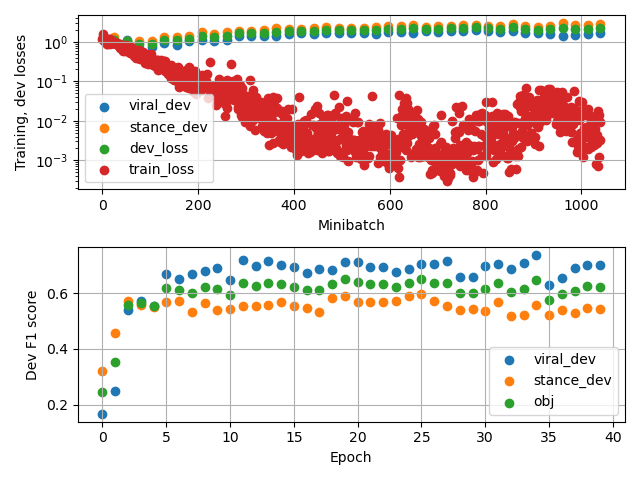 Training, dev losses
10⁰
10⁻¹
10⁻²
10⁻³
viral_dev
stance_dev
dev_loss
train_loss
0 200 400 600 800 1000
Minibatch
Dev F1 score
0.6
0.4
0.2
viral_dev
stance_dev
obj
0 5 10 15 20 25 30 35 40
Epoch